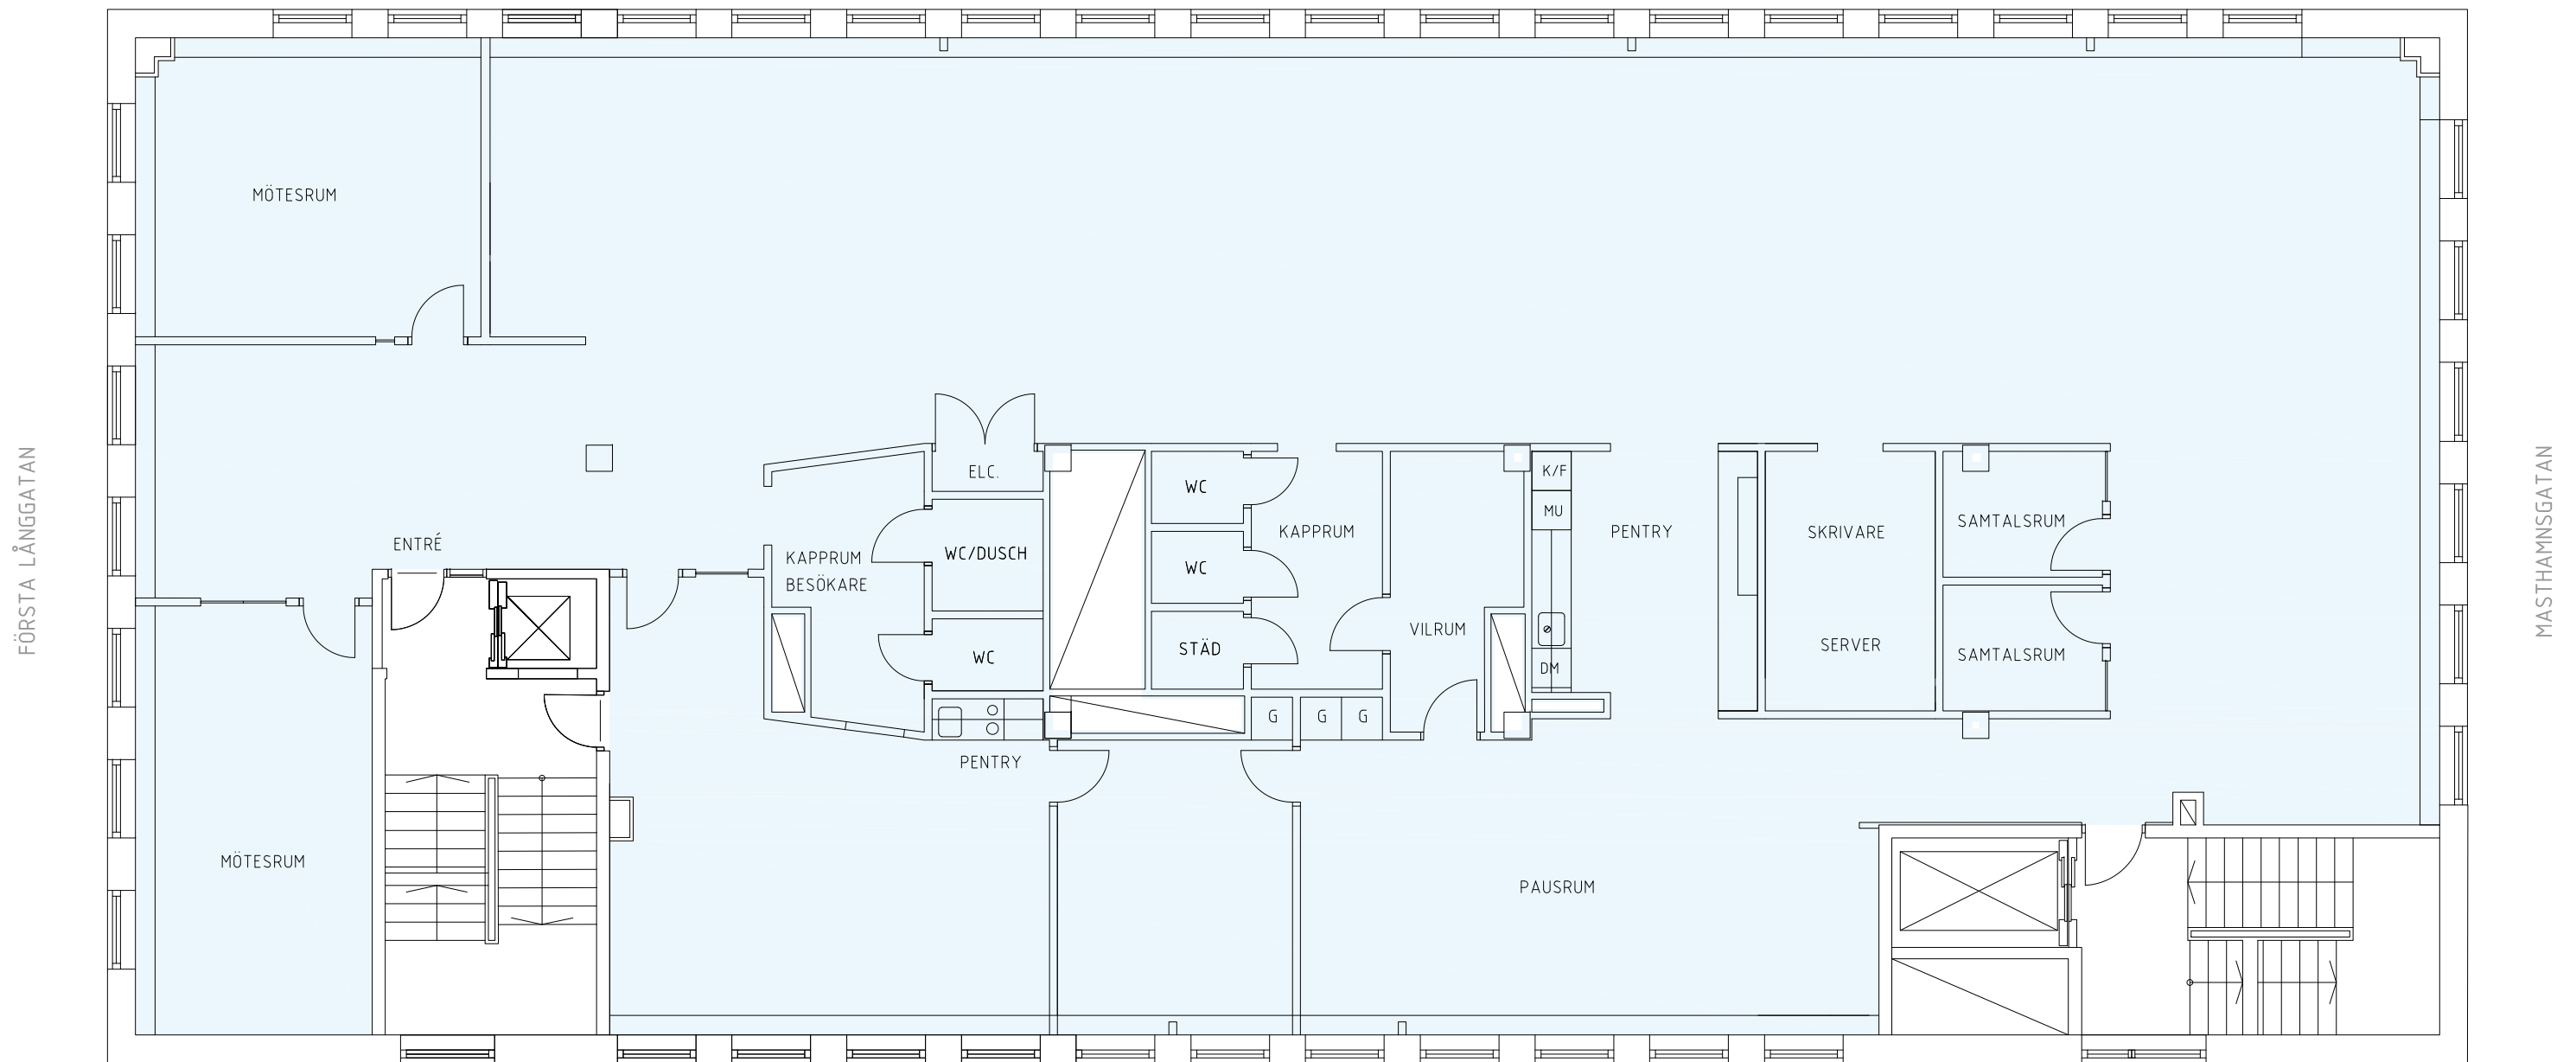 MÖTESRUM
FÖRSTA LÅNGGATAN
MASTHAMNSGATAN
ELC.
K/F
WC
MU
SAMTALSRUM
KAPPRUM
PENTRY
SKRIVARE
ENTRÉ
WC/DUSCH
KAPPRUM
BESÖKARE
WC
VILRUM
SERVER
STÄD
WC
SAMTALSRUM
DM
G
G
G
PENTRY
MÖTESRUM
PAUSRUM